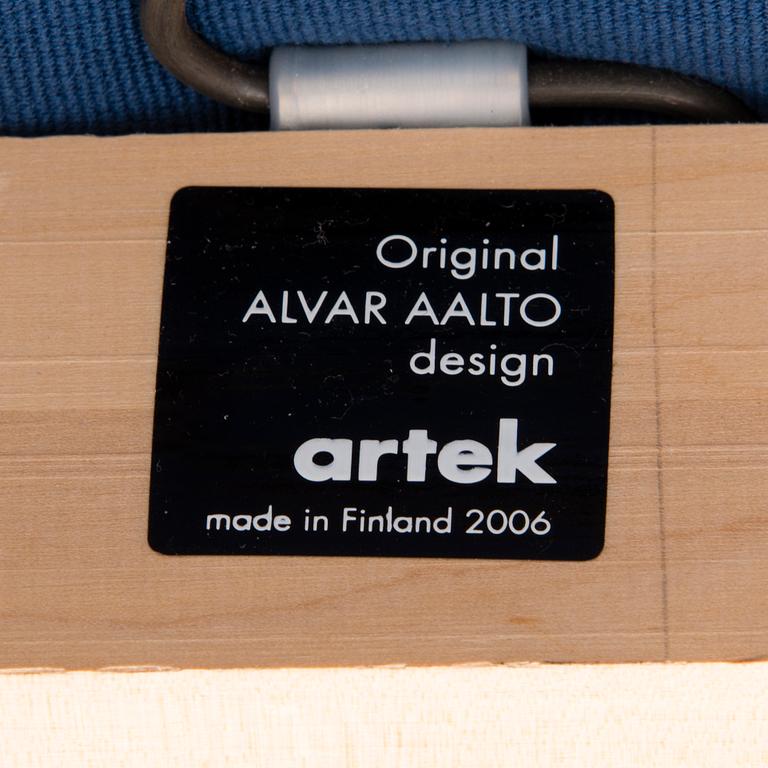 Original
ALVAR AALTO
design
artek
made in Finland 2006